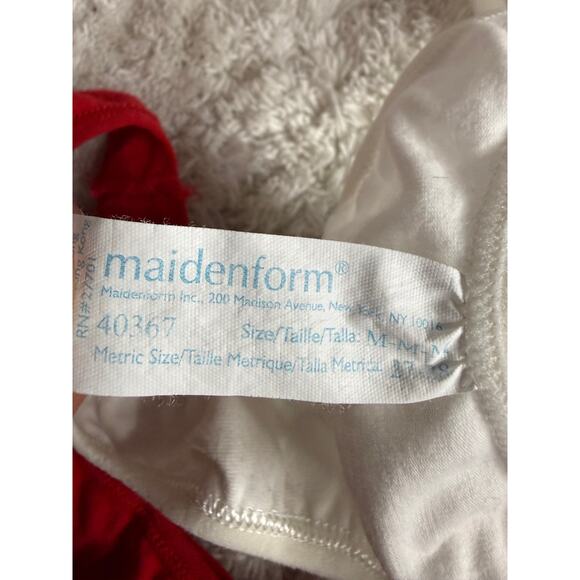 maidenform®
Maidenform Inc., 200 Madison Avenue, New York, NY 10016
40367 Size/Taille/Talla: M-M-M
Metric Size/Taille Metrique/Talla Metrica:
RN#27701